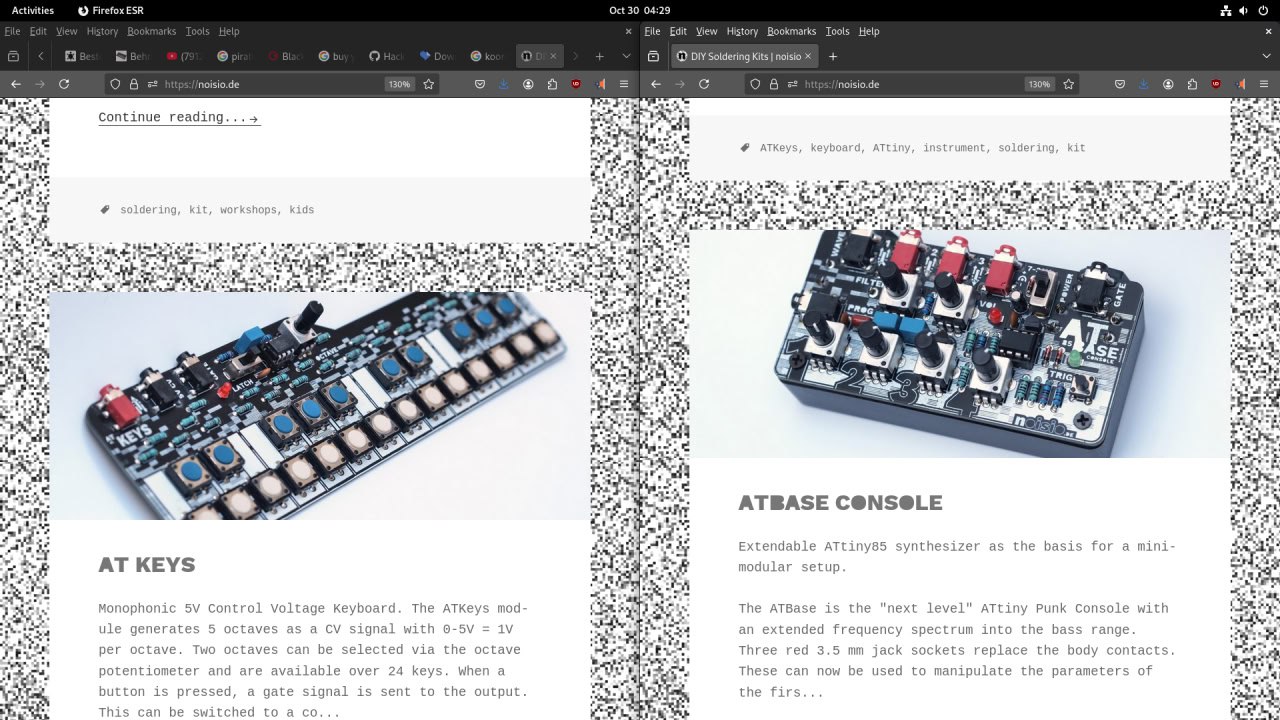 Activities
Firefox ESR
Oct 30 04:29
File Edit View History Bookmarks Tools Help
File Edit View History Bookmarks Tools Help
Best
Behr
(791
pirat
Black
buy
Hack
Dow
koo
DIY Soldering Kits | noisio
https://noisio.de
130%
https://noisio.de
130%
Continue reading...→
soldering, kit, workshops, kids
KEYS
LATCH
OCTAVE
AT KEYS
Monophonic 5V Control Voltage Keyboard. The ATKeys mod-
ule generates 5 octaves as a CV signal with 0-5V = 1V
per octave. Two octaves can be selected via the octave
potentiometer and are available over 24 keys. When a
button is pressed, a gate signal is sent to the output.
This can be switched to a co...
ATKeys, keyboard, ATtiny, instrument, soldering, kit
WAVE
FILTER
PROG
VOL
POWER
GATE
AT
BASE
CONSOLE
TRIG
1 2 3 4
noisio.de
ATBASE CONSOLE
Extendable ATtiny85 synthesizer as the basis for a mini-
modular setup.
The ATBase is the "next level" ATtiny Punk Console with
an extended frequency spectrum into the bass range.
Three red 3.5 mm jack sockets replace the body contacts.
These can now be used to manipulate the parameters of
the firs...